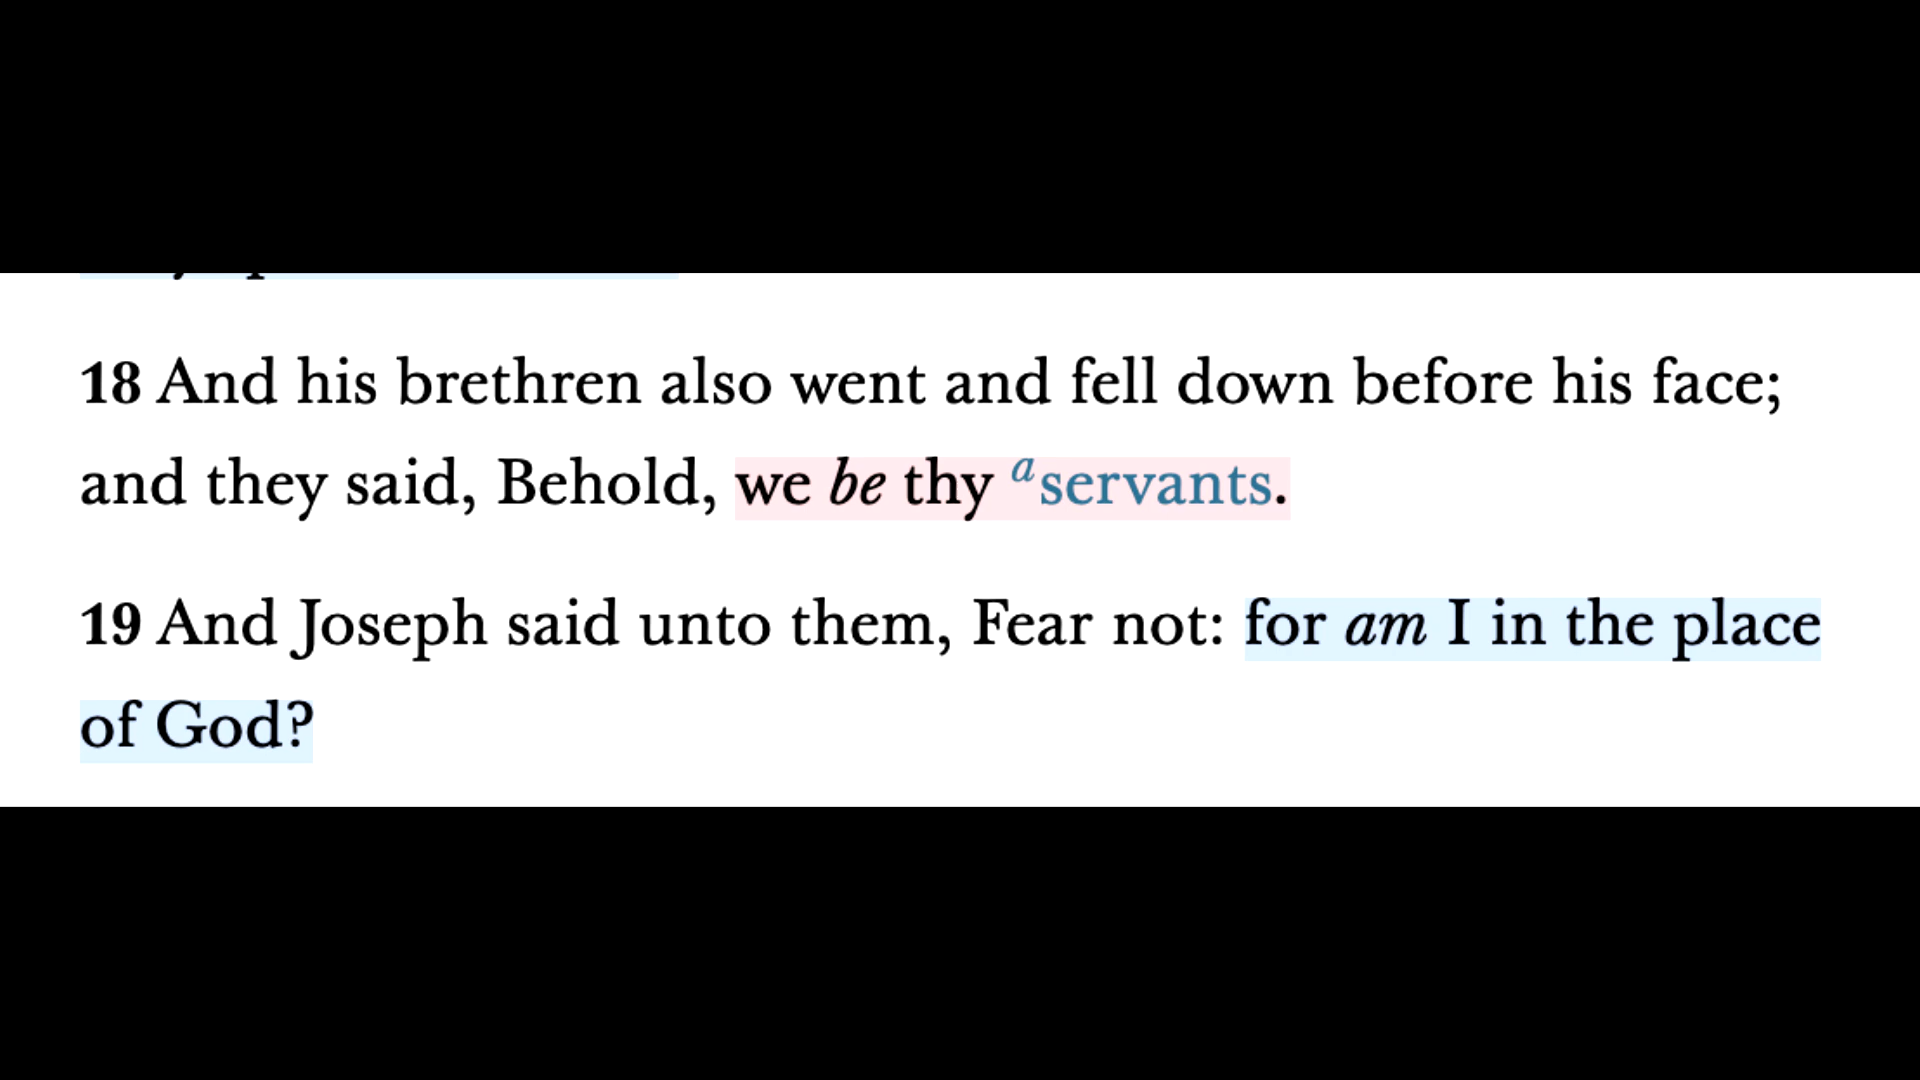 18 And his brethren also went and fell down before his face;
and they said, Behold, we be thy a servants.
19 And Joseph said unto them, Fear not: for am I in the place
of God?